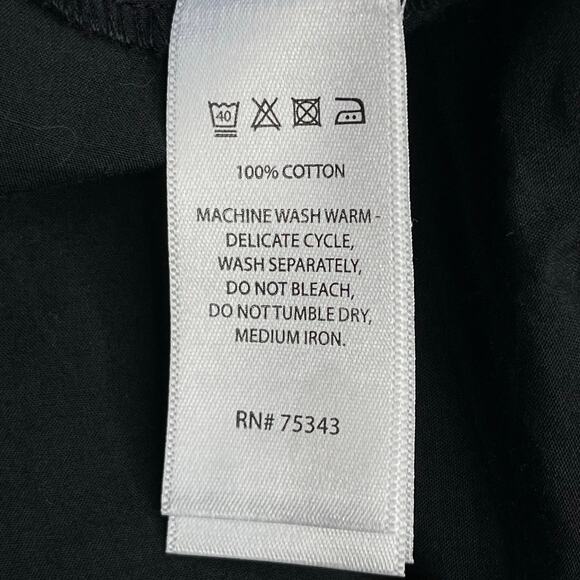 40
100% COTTON
MACHINE WASH WARM -
DELICATE CYCLE,
WASH SEPARATELY,
DO NOT BLEACH,
DO NOT TUMBLE DRY,
MEDIUM IRON.
RN# 75343